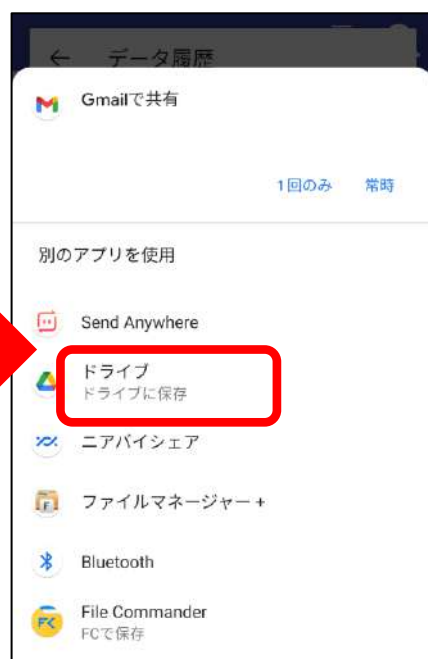 ← データ履歴
Gmailで共有
1回のみ 常時
別のアプリを使用
Send Anywhere
ドライブ
ドライブに保存
ニアバイシェア
ファイルマネージャー +
Bluetooth
File Commander
FCで保存